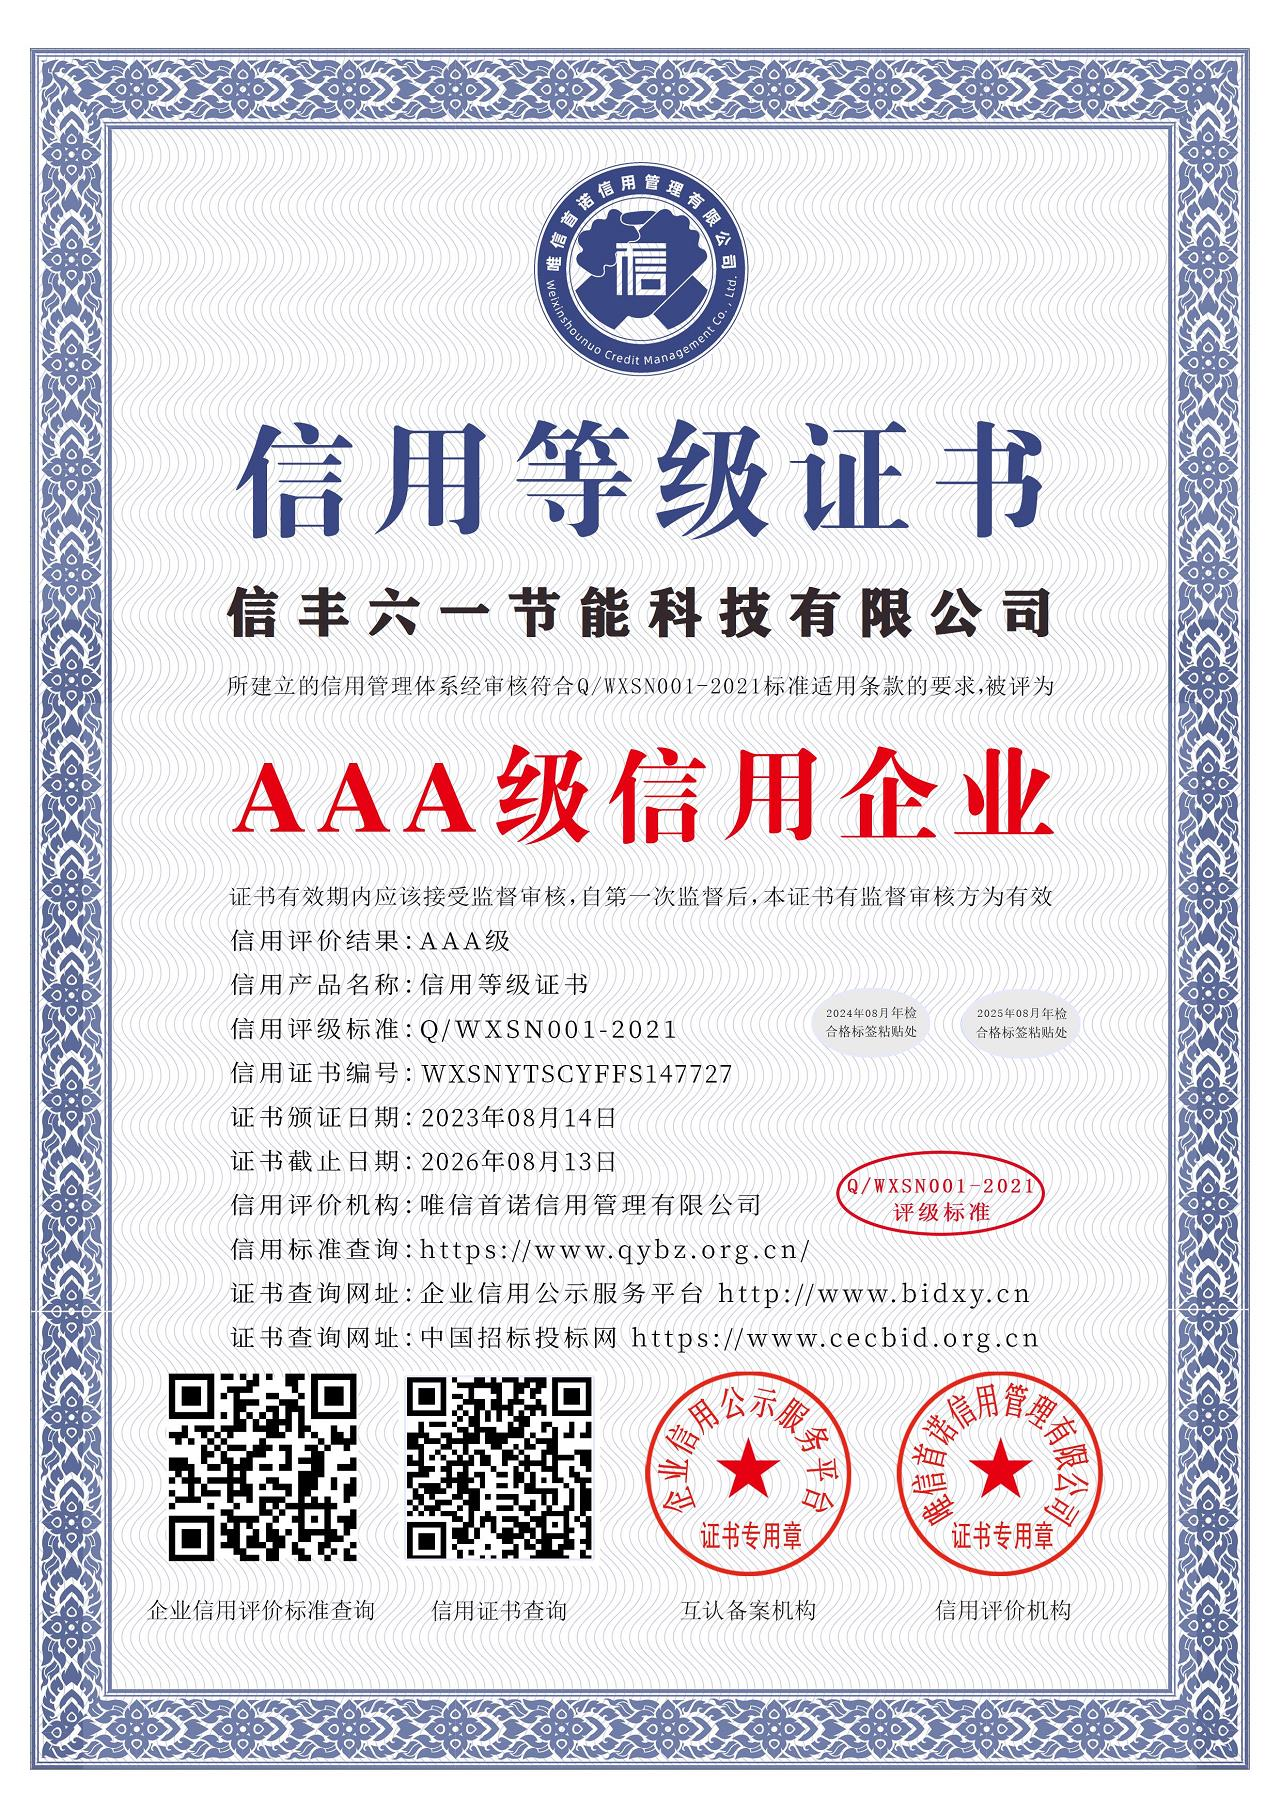 唯信首诺信用管理有限公司
信
Weixinshounuo Credit Management Co., Ltd.
信用等级证书
信丰六一节能科技有限公司
所建立的信用管理体系经审核符合Q/WXSN001-2021标准适用条款的要求,被评为
AAA级信用企业
证书有效期内应该接受监督审核,自第一次监督后,本证书有监督审核方为有效
信用评价结果:AAA级
信用产品名称:信用等级证书
信用评级标准:Q/WXSN001-2021
2024年08月年检
合格标签粘贴处
2025年08月年检
合格标签粘贴处
信用证书编号:WXSNYTSCYFFS147727
证书颁证日期:2023年08月14日
证书截止日期:2026年08月13日
Q/WXSN001-2021
评级标准
信用评价机构:唯信首诺信用管理有限公司
信用标准查询:https://www.qybz.org.cn/
证书查询网址:企业信用公示服务平台 http://www.bidxy.cn
证书查询网址:中国招标投标网 https://www.cecbid.org.cn
企业信用公示服务平台
证书专用章
唯信首诺信用管理有限公司
证书专用章
企业信用评价标准查询
信用证书查询
互认备案机构
信用评价机构